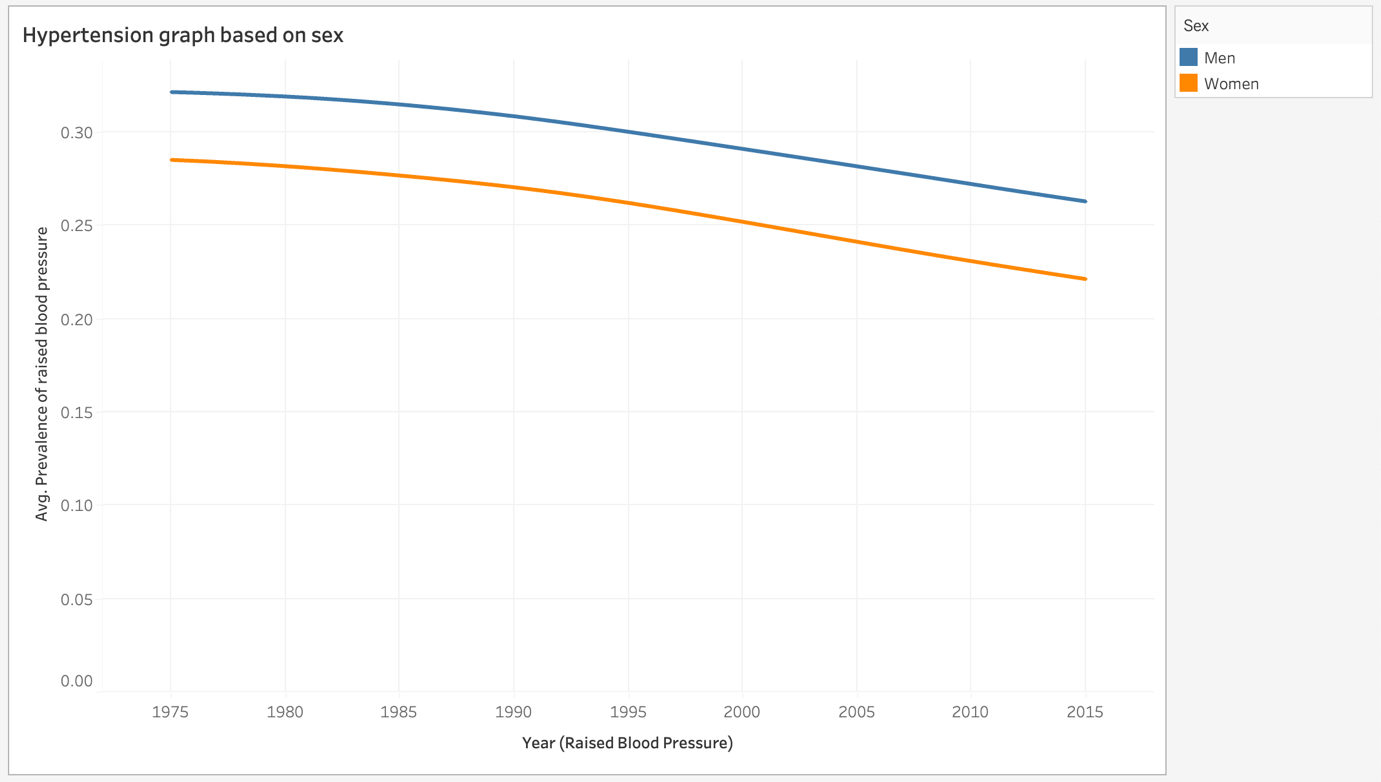 Hypertension graph based on sex
Sex
Men
Women
Avg. Prevalence of raised blood pressure
0.30
0.25
0.20
0.15
0.10
0.05
0.00
1975 1980 1985 1990 1995 2000 2005 2010 2015
Year (Raised Blood Pressure)